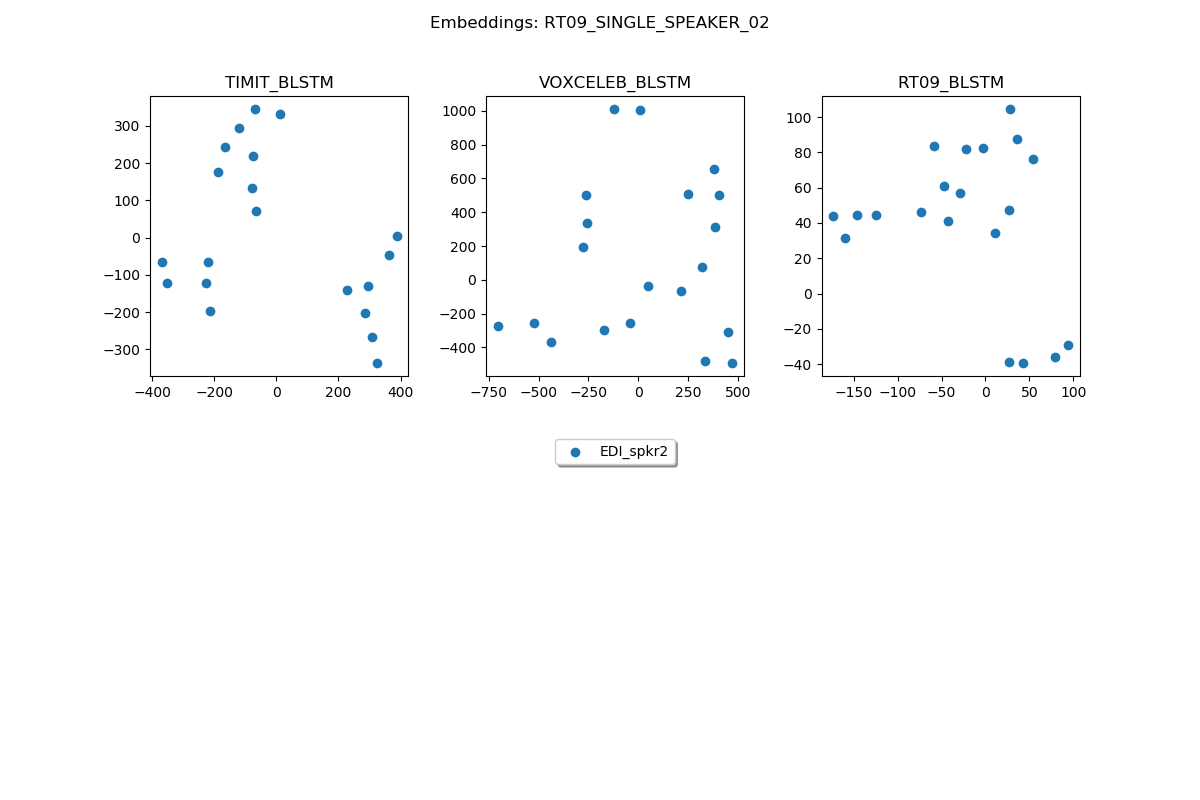 Embeddings: RT09_SINGLE_SPEAKER_02
TIMIT_BLSTM
300
200
100
0
−100
−200
−300
−400 −200 0 200 400
VOXCELEB_BLSTM
1000
800
600
400
200
0
−200
−400
−750 −500 −250 0 250 500
RT09_BLSTM
100
80
60
40
20
0
−20
−40
−150 −100 −50 0 50 100
EDI_spkr2